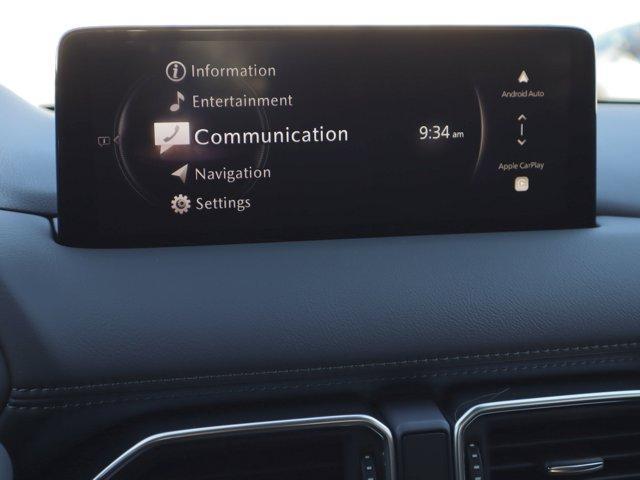 Information
Entertainment
Communication
Navigation
Settings
9:34 am
Android Auto
Apple CarPlay